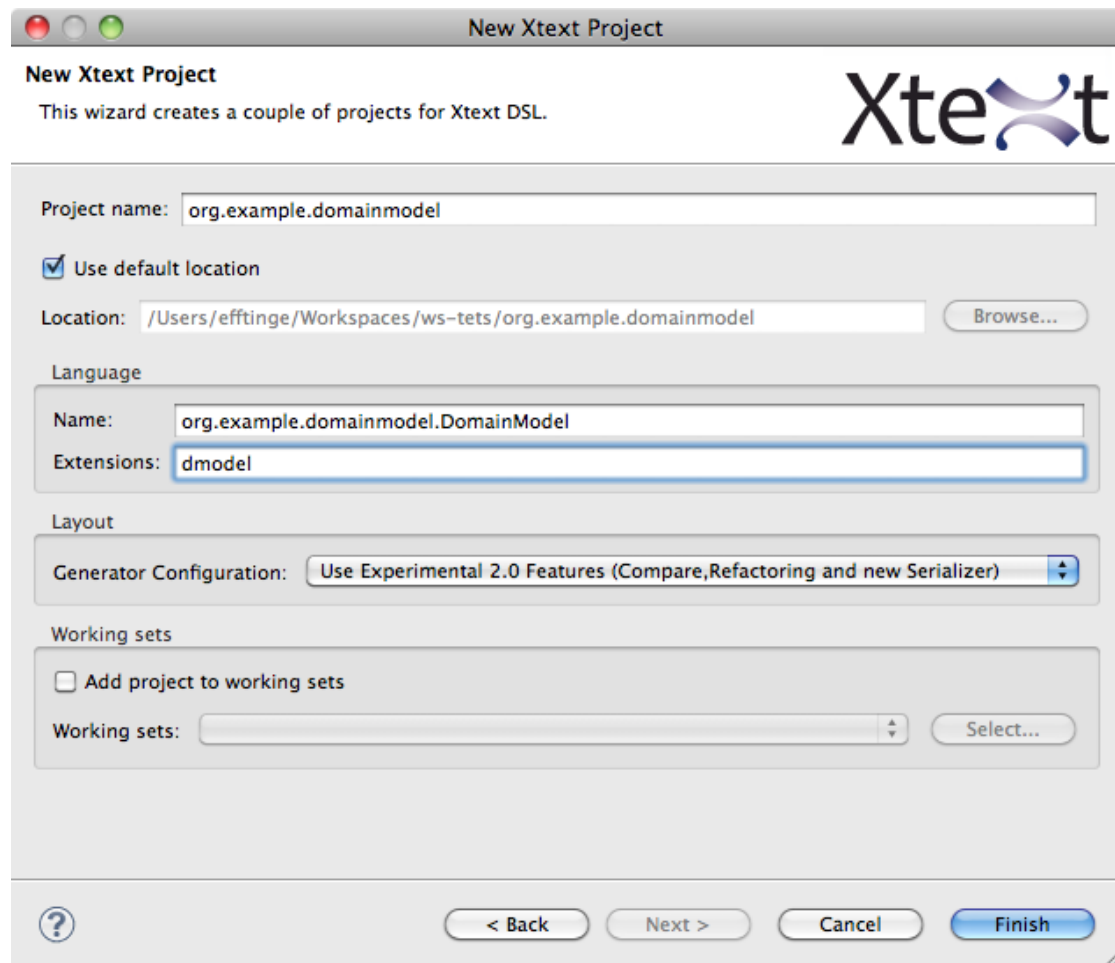 New Xtext Project
New Xtext Project
This wizard creates a couple of projects for Xtext DSL.
Xtext
Project name: org.example.domainmodel
Use default location
Location: /Users/efftinge/Workspaces/ws-tets/org.example.domainmodel Browse...
Language
Name: org.example.domainmodel.DomainModel
Extensions: dmodel
Layout
Generator Configuration: Use Experimental 2.0 Features (Compare,Refactoring and new Serializer)
Working sets
Add project to working sets
Working sets: Select...
? < Back Next > Cancel Finish